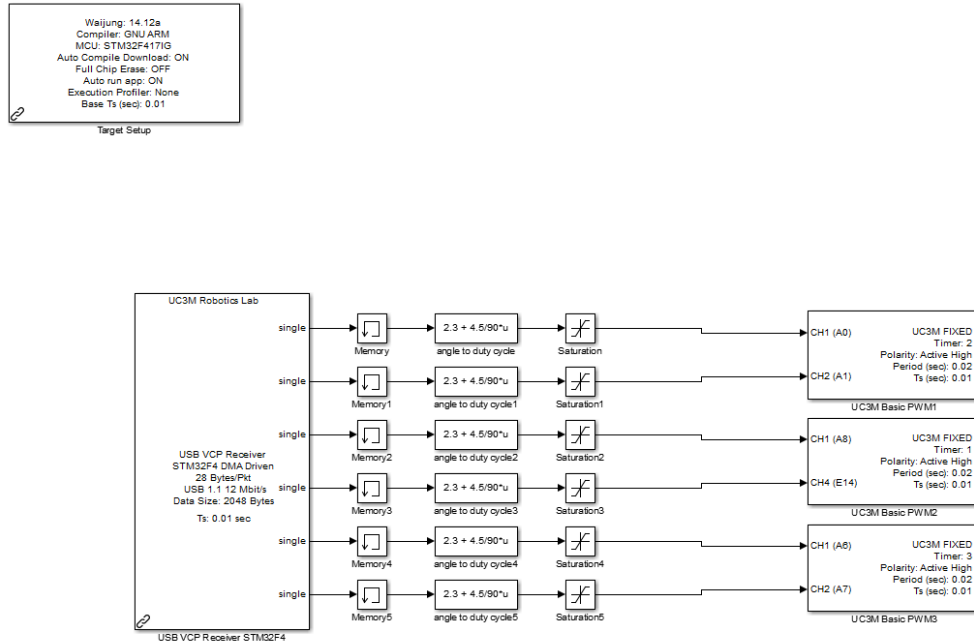 Waijung: 14.12a
Compiler: GNU ARM
MCU: STM32F417IG
Auto Compile Download: ON
Full Chip Erase: OFF
Auto run app: ON
Execution Profiler: None
Base Ts (sec): 0.01
Target Setup
UC3M Robotics Lab
single
single
single
single
single
single
USB VCP Receiver
STM32F4 DMA Driven
28 Bytes/Pkt
USB 1.1 12 Mbit/s
Data Size: 2048 Bytes
Ts: 0.01 sec
USB VCP Receiver STM32F4
Memory
2.3 + 4.5/90*u
angle to duty cycle
Saturation
Memory1
2.3 + 4.5/90*u
angle to duty cycle1
Saturation1
Memory2
2.3 + 4.5/90*u
angle to duty cycle2
Saturation2
Memory3
2.3 + 4.5/90*u
angle to duty cycle3
Saturation3
Memory4
2.3 + 4.5/90*u
angle to duty cycle4
Saturation4
Memory5
2.3 + 4.5/90*u
angle to duty cycle5
Saturation5
CH1 (A0)
CH2 (A1)
UC3M FIXED
Timer: 2
Polarity: Active High
Period (sec): 0.02
Ts (sec): 0.01
UC3M Basic PWM1
CH1 (A8)
CH4 (E14)
UC3M FIXED
Timer: 1
Polarity: Active High
Period (sec): 0.02
Ts (sec): 0.01
UC3M Basic PWM2
CH1 (A6)
CH2 (A7)
UC3M FIXED
Timer: 3
Polarity: Active High
Period (sec): 0.02
Ts (sec): 0.01
UC3M Basic PWM3